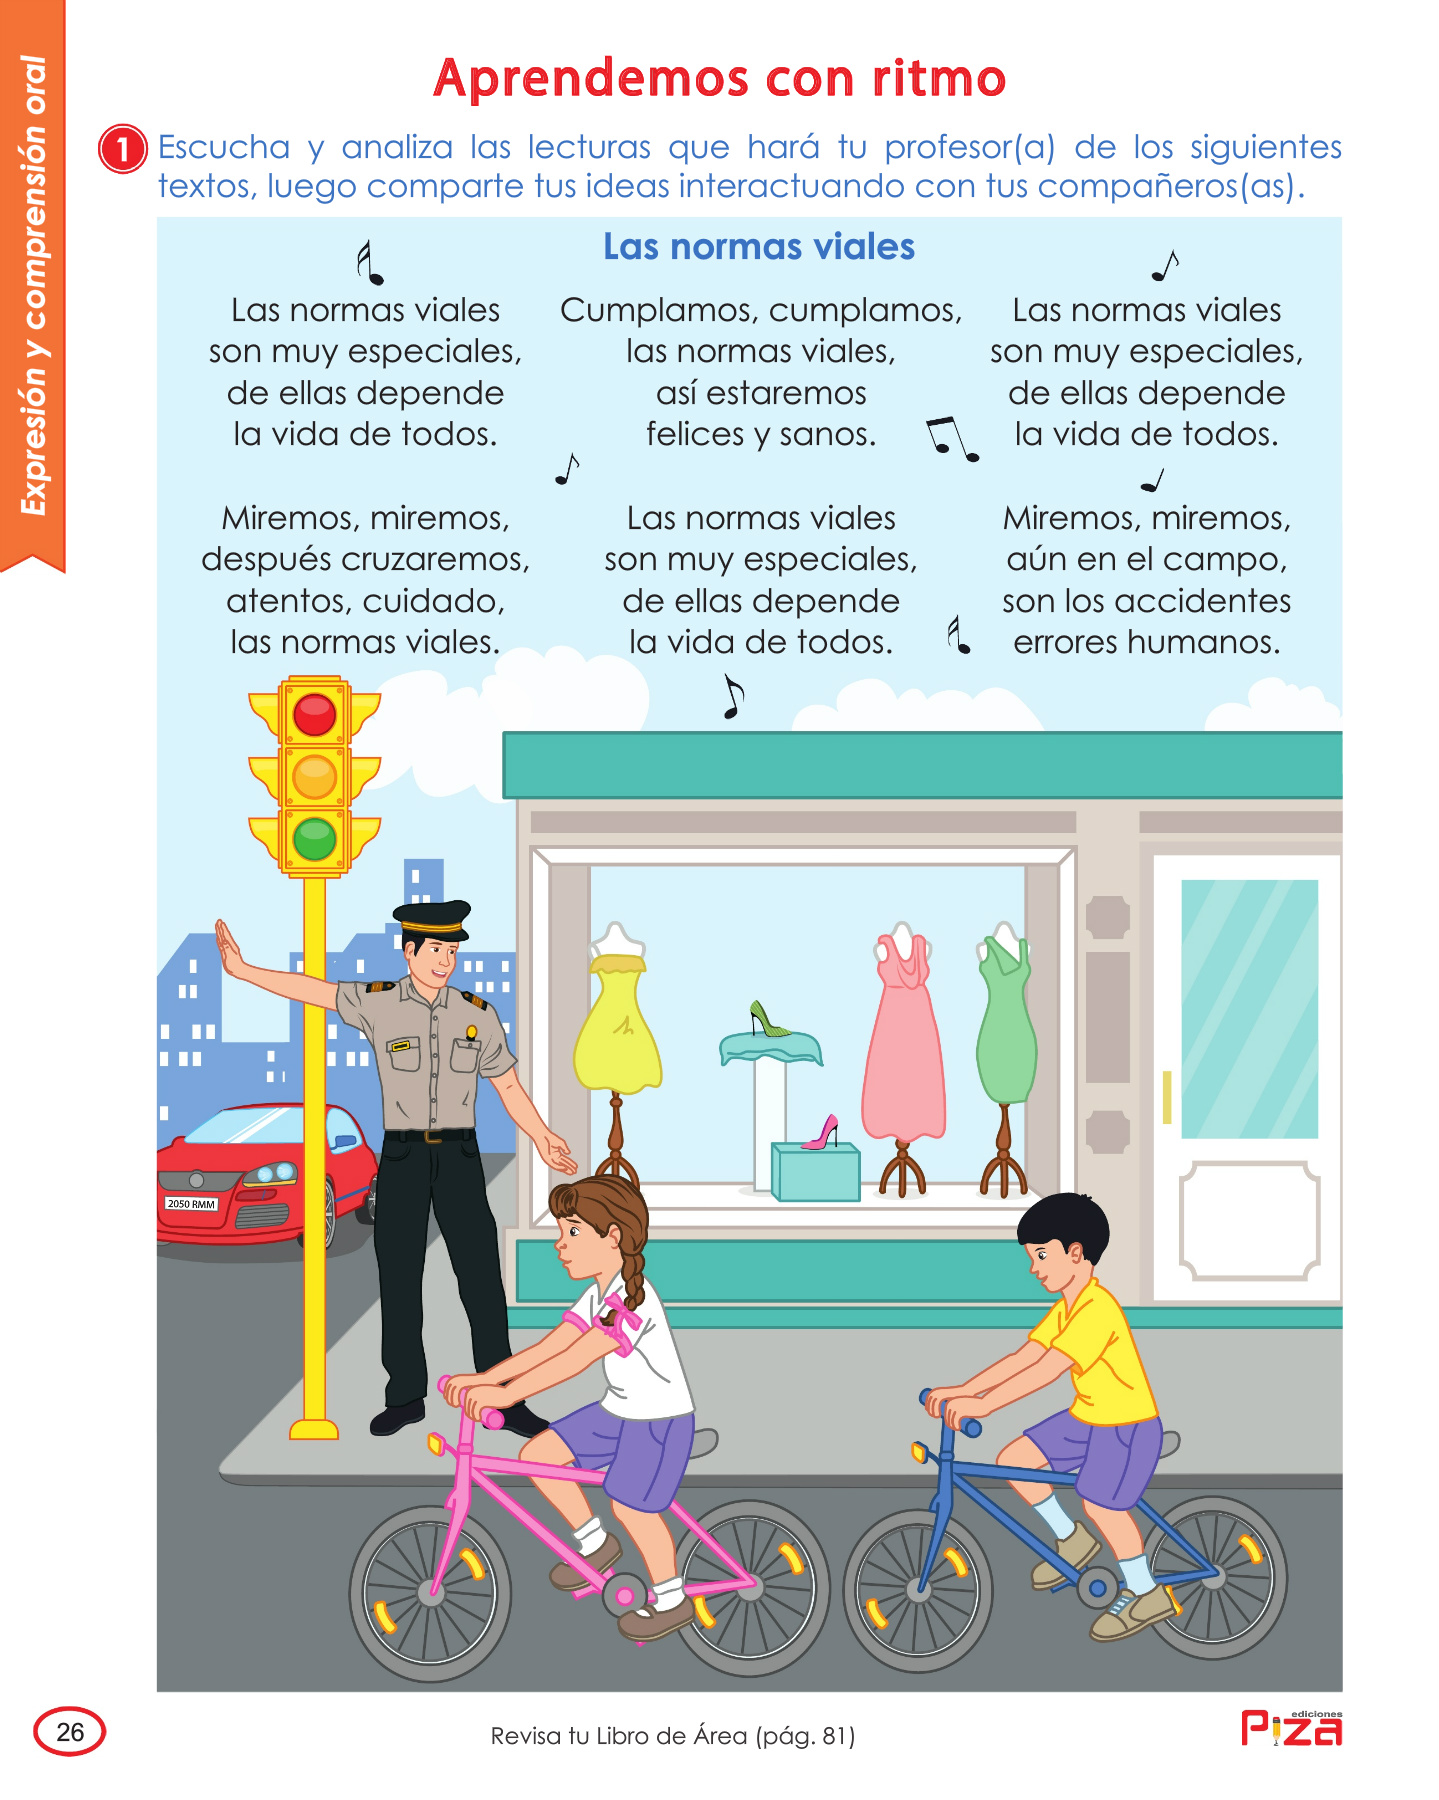 Expresión y comprensión oral
Aprendemos con ritmo
1 Escucha y analiza las lecturas que hará tu profesor(a) de los siguientes
textos, luego comparte tus ideas interactuando con tus compañeros(as).
Las normas viales
Las normas viales
son muy especiales,
de ellas depende
la vida de todos.
Miremos, miremos,
después cruzaremos,
atentos, cuidado,
las normas viales.
Cumplamos, cumplamos,
las normas viales,
así estaremos
felices y sanos.
Las normas viales
son muy especiales,
de ellas depende
la vida de todos.
Las normas viales
son muy especiales,
de ellas depende
la vida de todos.
Miremos, miremos,
aún en el campo,
son los accidentes
errores humanos.
2050 RMM
26
Revisa tu Libro de Área (pág. 81)
ediciones
Piza